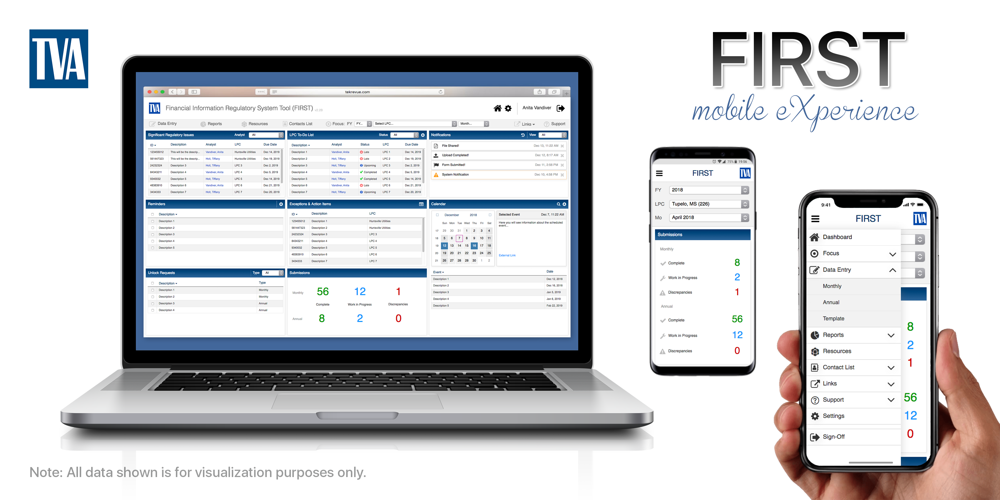 TVA
FIRST
mobile eXperience
tekrevue.com
TVA Financial Information Regulatory System Tool (FIRST) v2.2B Anita Vandiver
Data Entry Reports Resources Contacts List Focus: FY FY... Select LPC... Month... Links Support
Significant Regulatory Issues Analyst All
ID Description Analyst LPC Due Date
123455012 This will be the descrip... Vandiver, Anita Huntsville Utilities Dec 14, 2019
561447323 This will be the descrip... Holt, Tiffany Huntsville Utilities Dec 19, 2019
24232324 Description 3 Holt, Tiffany LPC 3 Dec 2, 2019
84343211 Description 4 Vandiver, Anita LPC 4 Dec 5, 2019
9340032 Description 5 Holt, Tiffany LPC 5 Dec 14, 2019
48383910 Description 6 Vandiver, Anita LPC 6 Dec 21, 2019
3434333 Description 7 Holt, Tiffany LPC 7 Dec 20, 2019
LPC To-Do List Status All
Description Analyst Status LPC Due Date
Description 1 Vandiver, Anita Late LPC 1 Dec 14, 2019
Description 2 Holt, Tiffany Late LPC 2 Dec 19, 2019
Description 3 Holt, Tiffany Upcoming LPC 3 Dec 2, 2019
Description 4 Vandiver, Anita Completed LPC 4 Dec 5, 2019
Description 5 Holt, Tiffany Completed LPC 5 Dec 14, 2019
Description 6 Vandiver, Anita Late LPC 6 Dec 21, 2019
Description 7 Holt, Tiffany Upcoming LPC 7 Dec 20, 2019
Notifications View All
File Shared! Dec 13, 11:22 AM
Upload Completed! Dec 12, 8:17 AM
Form Submitted! Dec 11, 2:56 PM
System Notification Dec 10, 4:58 PM
Reminders
Description
Description 1
Description 2
Description 3
Description 4
Description 5
Exceptions & Action Items
ID Description LPC
123455012 Description 1 Huntsville Utilities
561447323 Description 2 Huntsville Utilities
24232324 Description 3 LPC 3
84343211 Description 4 LPC 4
9340032 Description 5 LPC 5
48383910 Description 6 LPC 6
3434333 Description 7 LPC 7
Calendar
December 2018
Sun Mon Tue Wed Thu Fri Sat
17 29 30 31 1 2 3 4
18 5 6 7 8 9 10 11
19 12 13 14 15 16 17 18
20 19 20 21 22 23 24 25
21 26 27 28 28 30 1 2
Selected Event Dec 7, 11:22 AM
Here you will see information about the scheduled
event...
External Link
Event Date
Description 1 Dec 12, 2018
Description 2 Dec 16, 2018
Description 3 Jan 5, 2019
Description 4 Jan 6, 2019
Description 5 Feb 22, 2019
Unlock Requests Type All
Description Type
Description 1 Monthly
Description 2 Monthly
Description 3 Annual
Description 4 Annual
Submissions
Monthly 56 12 1
Complete Work in Progress Discrepancies
Annual 8 2 0
75% 19:56
FIRST TVA
FY 2018
LPC Tupelo, MS (226)
Mo April 2018
Submissions
Monthly
Complete 8
Work in Progress 2
Discrepancies 1
Annual
Complete 56
Work in Progress 12
Discrepancies 0
9:41
FIRST TVA
Dashboard
Focus
Data Entry
Monthly
Annual
Template
Reports
Resources
Contact List
Links
Support
Settings
Sign-Off
8
2
1
56
12
0
Note: All data shown is for visualization purposes only.